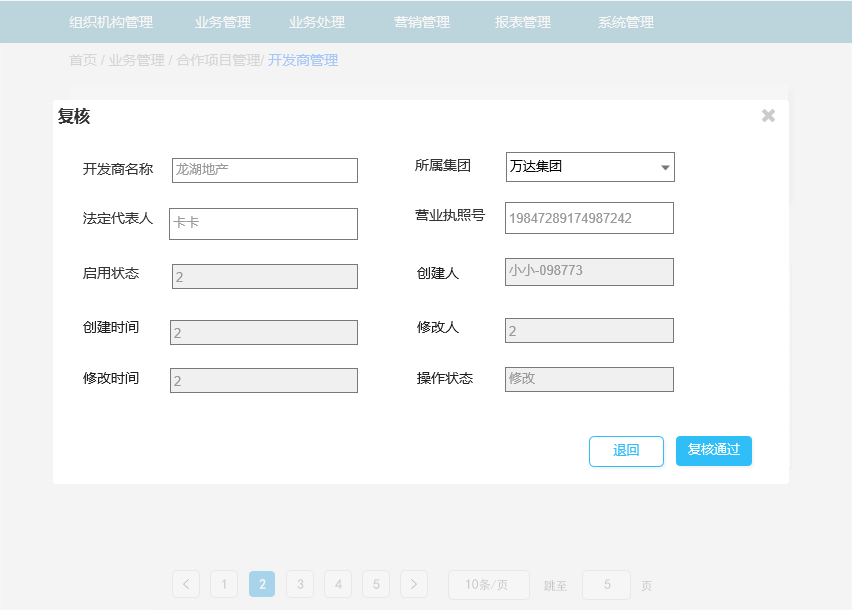 组织机构管理 业务管理 业务处理 营销管理 报表管理 系统管理
首页 / 业务管理 / 合作项目管理/ 开发商管理
复核
开发商名称 龙湖地产 所属集团 万达集团
法定代表人 卡卡 营业执照号 19847289174987242
启用状态 2 创建人 小小-098773
创建时间 2 修改人 2
修改时间 2 操作状态 修改
退回 复核通过
1 2 3 4 5 10条/页 跳至 5 页